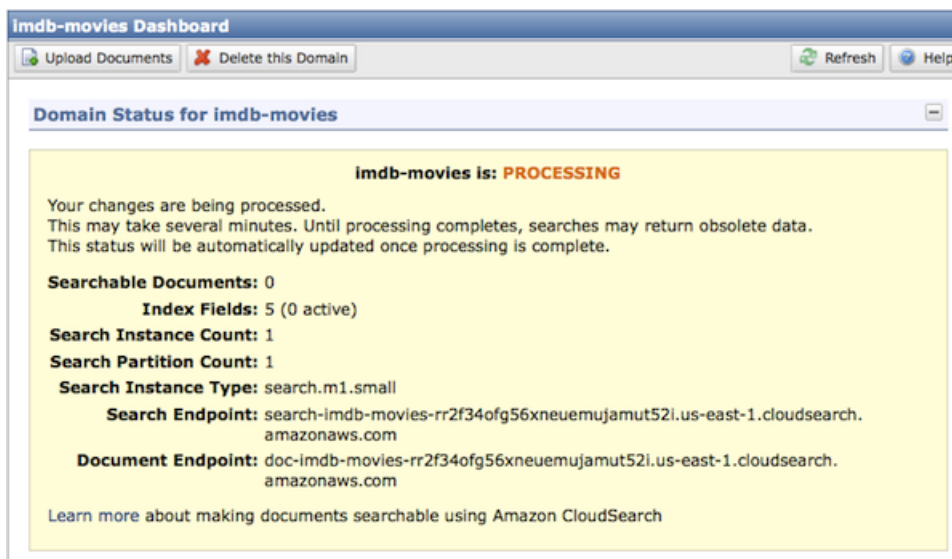 imdb-movies Dashboard
Upload Documents Delete this Domain Refresh Help
Domain Status for imdb-movies
imdb-movies is: PROCESSING
Your changes are being processed.
This may take several minutes. Until processing completes, searches may return obsolete data.
This status will be automatically updated once processing is complete.
Searchable Documents: 0
Index Fields: 5 (0 active)
Search Instance Count: 1
Search Partition Count: 1
Search Instance Type: search.m1.small
Search Endpoint: search-imdb-movies-rr2f34ofg56xneuemujamut52i.us-east-1.cloudsearch.
amazonaws.com
Document Endpoint: doc-imdb-movies-rr2f34ofg56xneuemujamut52i.us-east-1.cloudsearch.
amazonaws.com
Learn more about making documents searchable using Amazon CloudSearch